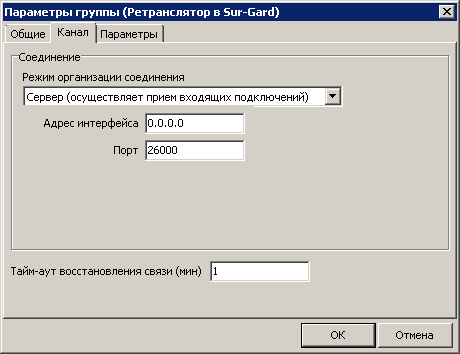 Параметры группы (Ретранслятор в Sur-Gard)
Общие Канал Параметры
Соединение
Режим организации соединения
Сервер (осуществляет прием входящих подключений)
Адрес интерфейса 0.0.0.0
Порт 26000
Тайм-аут восстановления связи (мин) 1
ОК Отмена